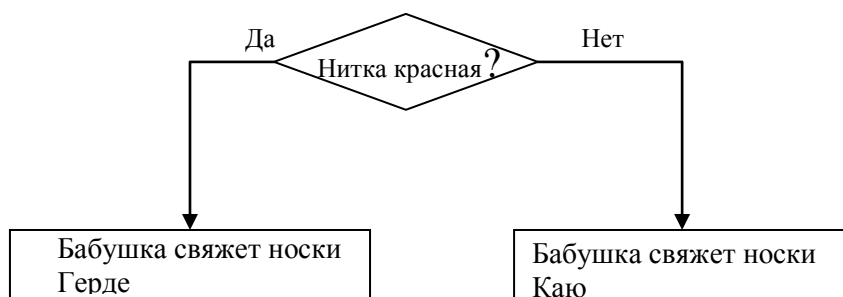 Да
Нет
Нитка красная?
Бабушка свяжет носки
Герде
Бабушка свяжет носки
Каю